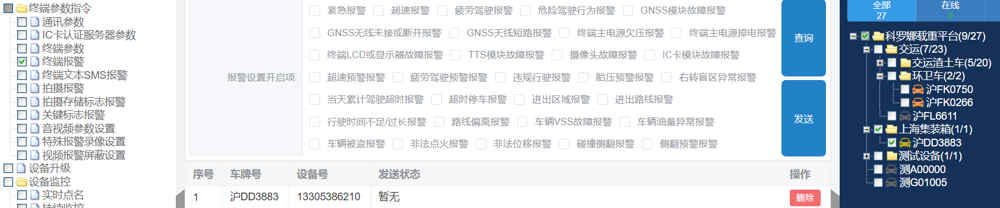 终端参数指令
通讯参数
IC卡认证服务器参数
终端参数
终端报警
终端文本SMS报警
拍摄报警
拍摄存储标志报警
关键标志报警
音视频参数设置
特殊报警录像设置
视频报警屏蔽设置
设备升级
设备监控
实时点名
持续监控
报警设置开启项:
紧急报警 超速报警 疲劳驾驶报警 危险驾驶行为报警 GNSS模块故障报警
GNSS无线未接或断开报警 GNSS天线短路报警 终端主电源欠压报警 终端主电源掉电报警
终端LCD或显示器故障报警 TTS模块故障报警 摄像头故障报警 IC卡模块故障报警
超速预警报警 疲劳驾驶预警报警 违规行驶报警 胎压预警报警 右转盲区异常报警
当天累计驾驶超时报警 超时停车报警 进出区域报警 进出路线报警
行驶时间不足/过长报警 路线偏离报警 车辆VSS故障报警 车辆油量异常报警
车辆被盗报警 非法点火报警 非法位移报警 碰撞侧翻报警 侧翻预警报警
查询
发送
序号 车牌号 设备号 发送状态 操作
1 沪DD3883 13305386210 暂无 删除
全部 在线
27 9
科罗娜载重平台(9/27)
交运(7/23)
交运渣土车(5/20)
环卫车(2/2)
沪FK0750
沪FK0266
沪FL6611
上海集装箱(1/1)
沪DD3883
测试设备(1/1)
测A00000
测G01005